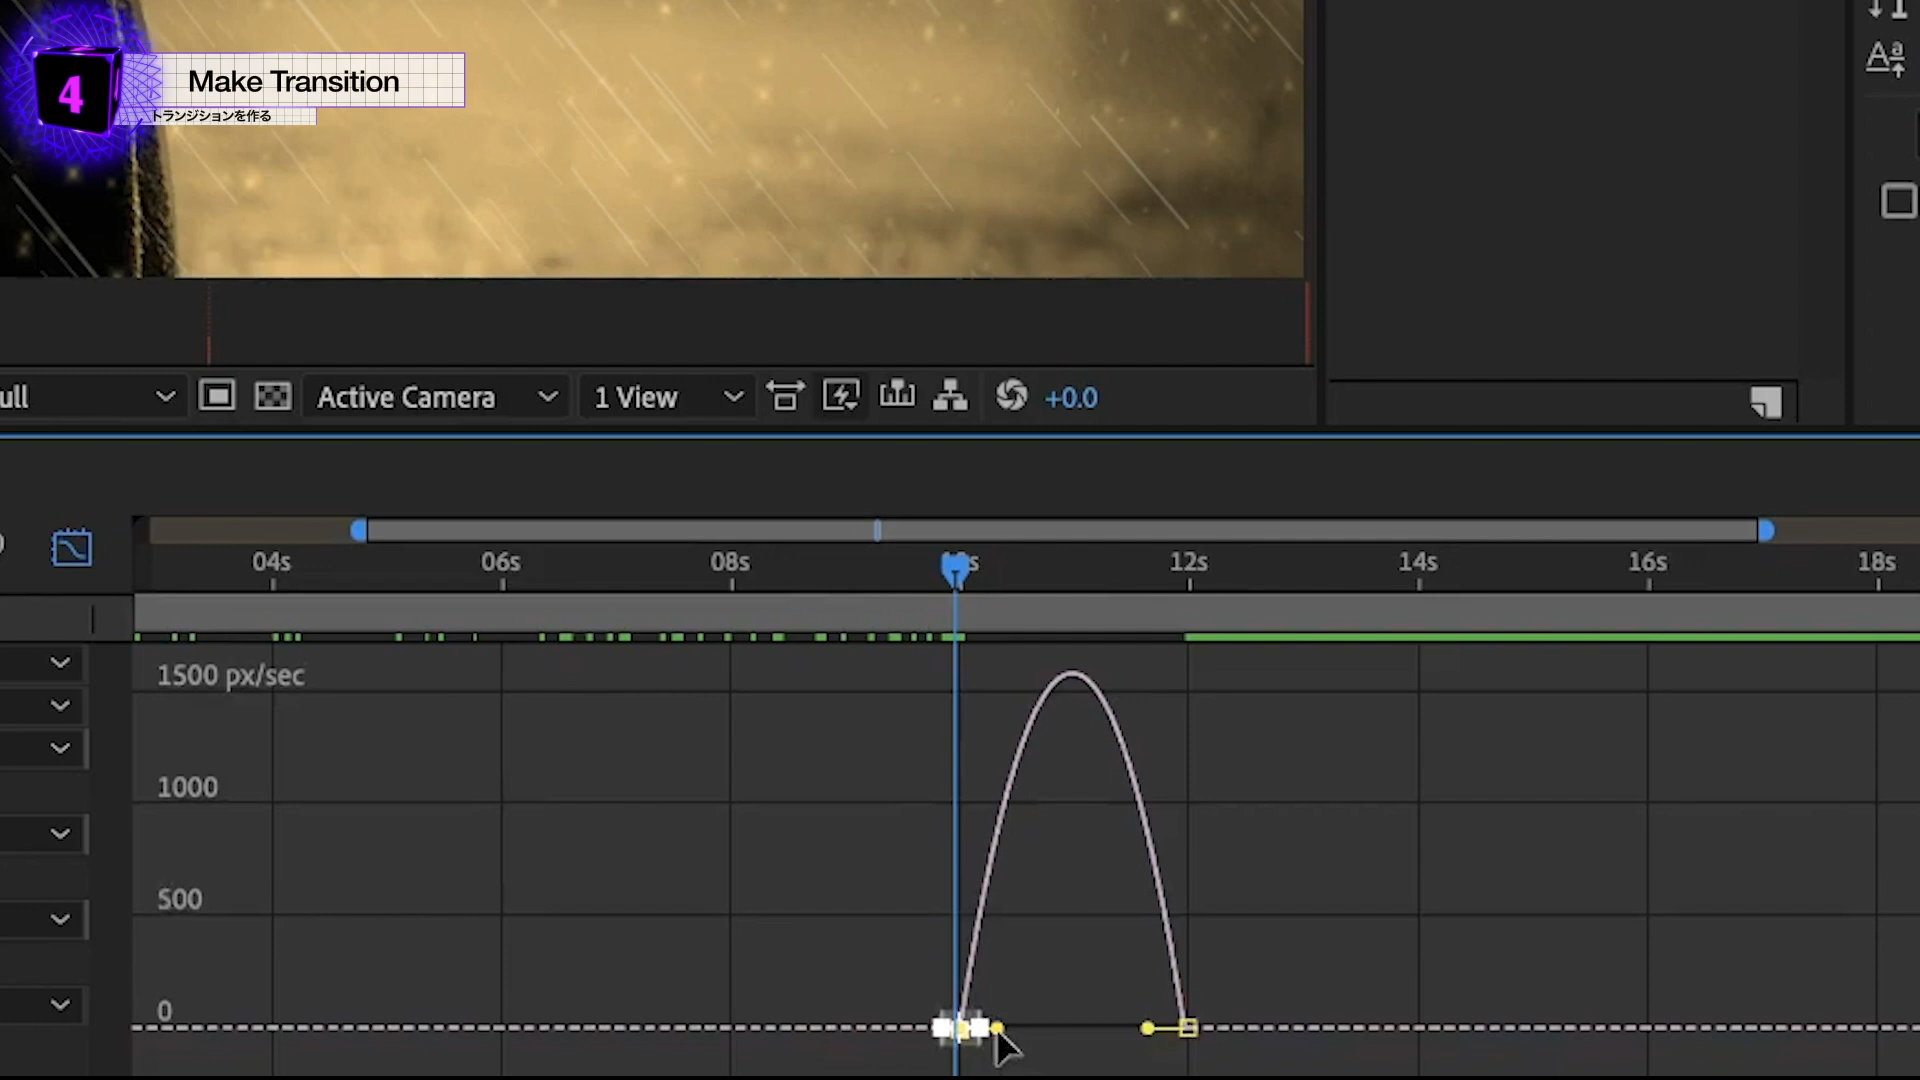 4
Make Transition
トランジションを作る
ull
Active Camera
1 View
+0.0
04s
06s
08s
12s
14s
16s
18s
1500 px/sec
1000
500
0